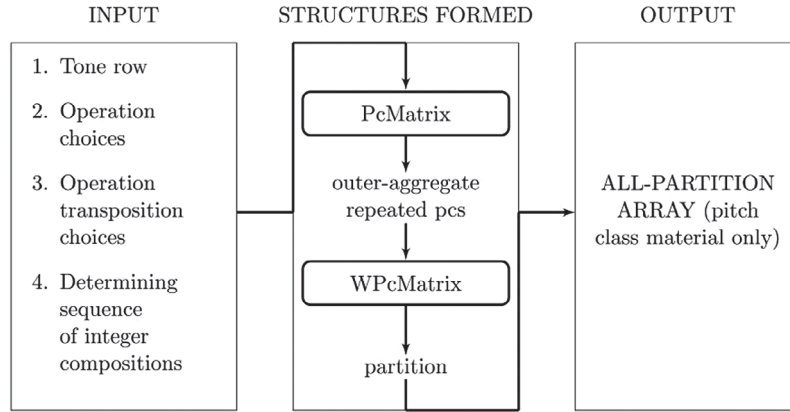 INPUT
1. Tone row
2. Operation
choices
3. Operation
transposition
choices
4. Determining
sequence
of integer
compositions
STRUCTURES FORMED
PcMatrix
outer-aggregate
repeated pcs
WPcMatrix
partition
OUTPUT
ALL-PARTITION
ARRAY (pitch
class material only)